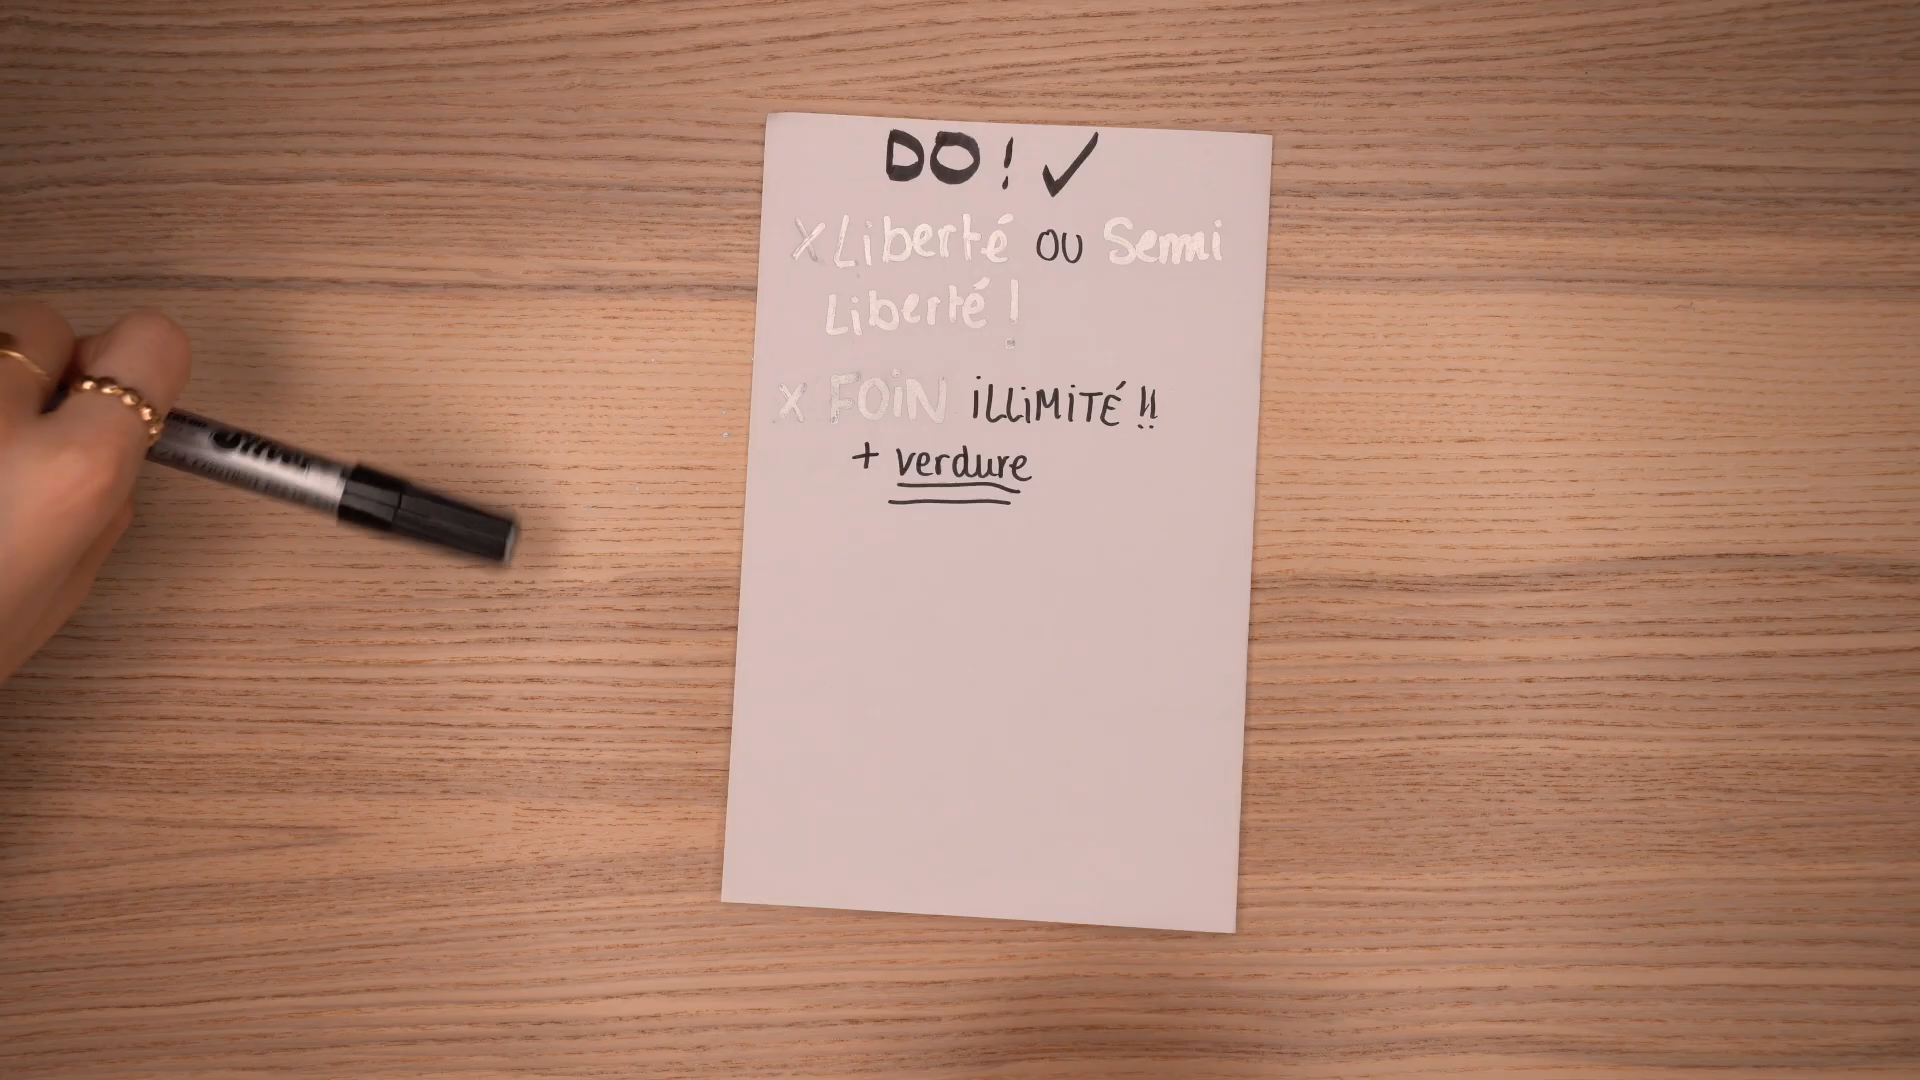 DO! ✓
X Liberté OU Semi
Liberté!
X FOIN iLLiMiTÉ !!
+ verdure